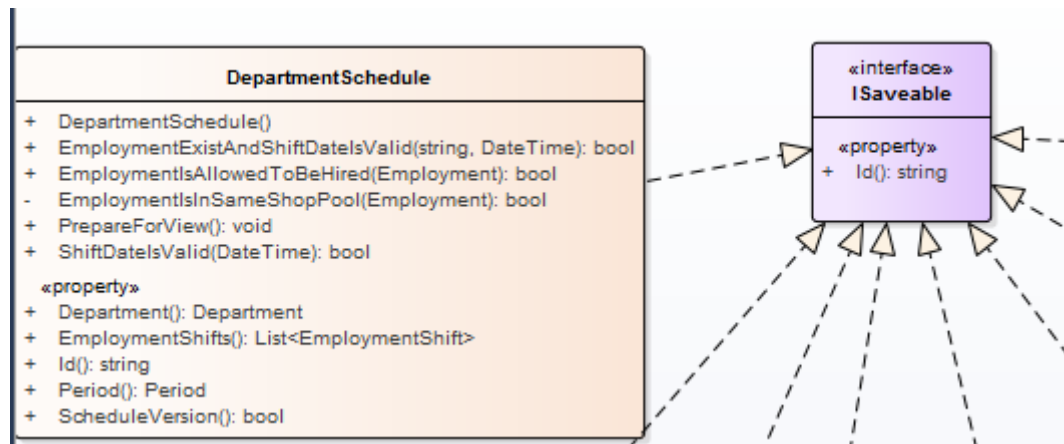 DepartmentSchedule
+ DepartmentSchedule()
+ EmploymentExistAndShiftDateIsValid(string, DateTime): bool
+ EmploymentIsAllowedToBeHired(Employment): bool
- EmploymentIsInSameShopPool(Employment): bool
+ PrepareForView(): void
+ ShiftDateIsValid(DateTime): bool
«property»
+ Department(): Department
+ EmploymentShifts(): List<EmploymentShift>
+ Id(): string
+ Period(): Period
+ ScheduleVersion(): bool
«interface»
ISaveable
«property»
+ Id(): string